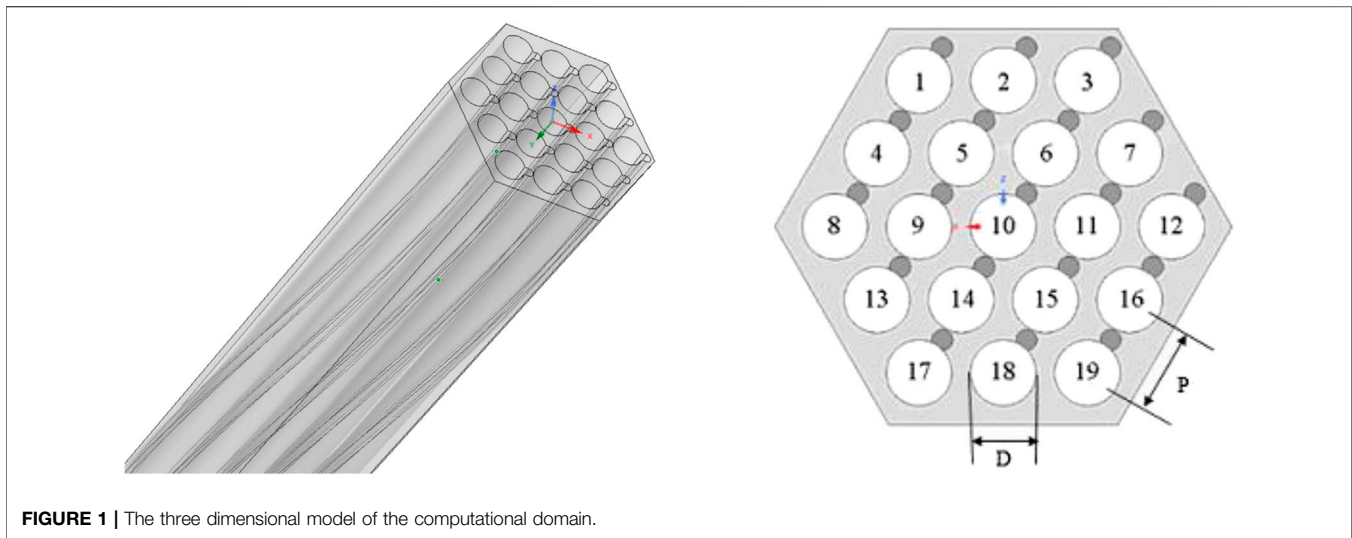 Z
X
Y
1 2 3
4 5 6 7
Z
8 9 10 11 12
13 14 15 16
17 18 19
P
D
FIGURE 1 | The three dimensional model of the computational domain.